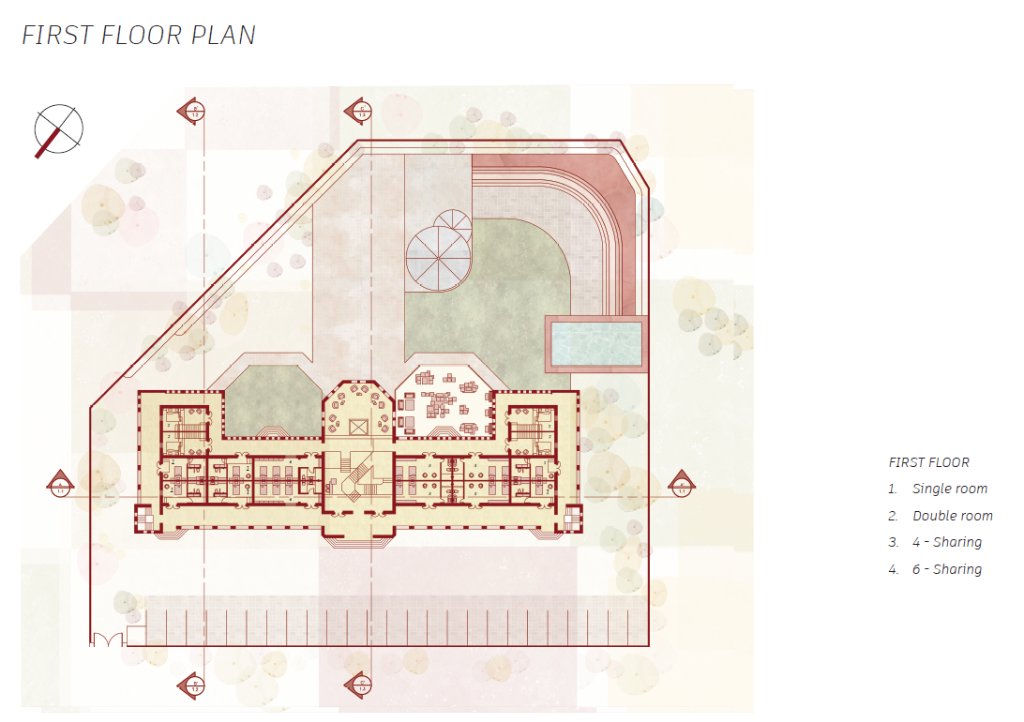 FIRST FLOOR PLAN
FIRST FLOOR
1. Single room
2. Double room
3. 4 - Sharing
4. 6 - Sharing